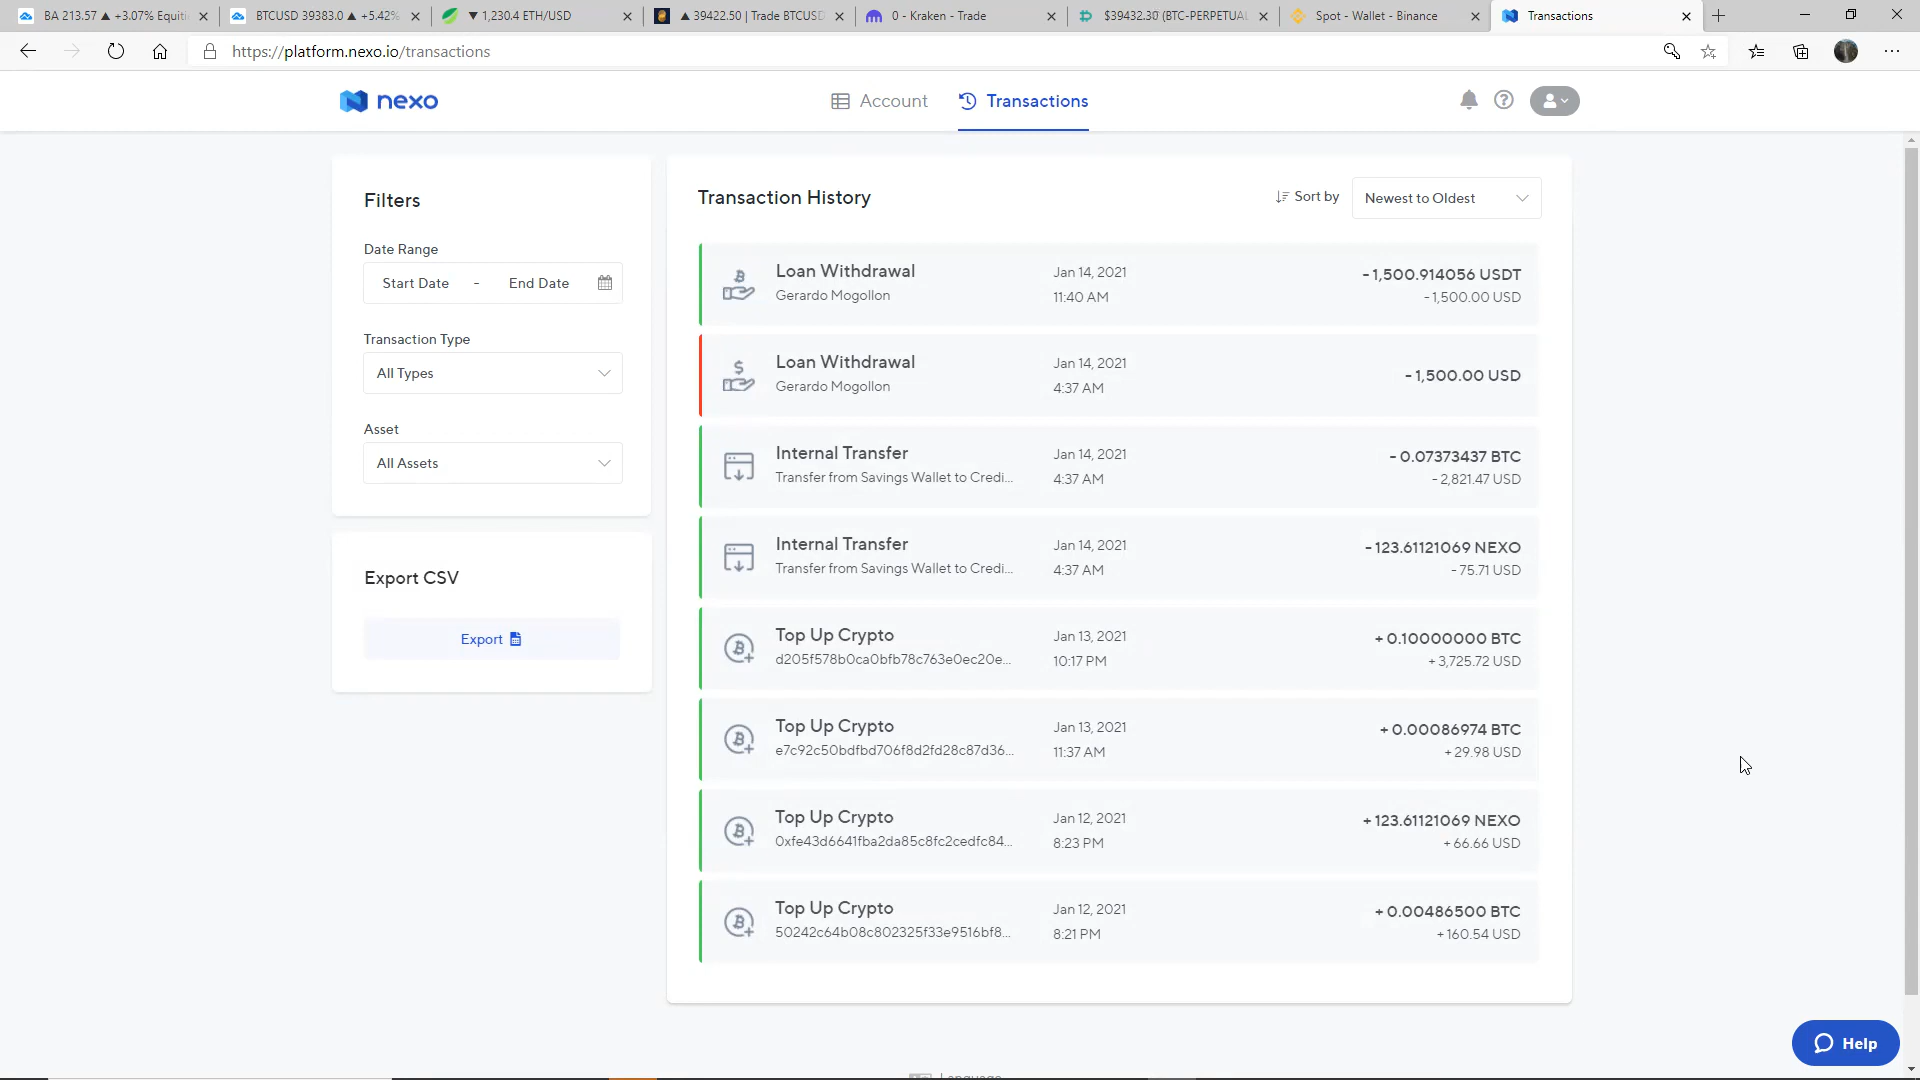 BA 213.57 ▲ +3.07% Equiti
BTCUSD 39383.0 ▲ +5.42%
▼ 1,230.4 ETH/USD
▲ 39422.50 | Trade BTCUSD
0 - Kraken - Trade
$39432.30 (BTC-PERPETUAL
Spot - Wallet - Binance
Transactions
https://platform.nexo.io/transactions
nexo
Account
Transactions
Filters
Date Range
Start Date - End Date
Transaction Type
All Types
Asset
All Assets
Export CSV
Export
Transaction History
Sort by
Newest to Oldest
Loan Withdrawal
Gerardo Mogollon
Jan 14, 2021
11:40 AM
- 1,500.914056 USDT
- 1,500.00 USD
Loan Withdrawal
Gerardo Mogollon
Jan 14, 2021
4:37 AM
- 1,500.00 USD
Internal Transfer
Transfer from Savings Wallet to Credi...
Jan 14, 2021
4:37 AM
- 0.07373437 BTC
- 2,821.47 USD
Internal Transfer
Transfer from Savings Wallet to Credi...
Jan 14, 2021
4:37 AM
- 123.61121069 NEXO
- 75.71 USD
Top Up Crypto
d205f578b0ca0bfb78c763e0ec20e...
Jan 13, 2021
10:17 PM
+ 0.10000000 BTC
+ 3,725.72 USD
Top Up Crypto
e7c92c50bdfbd706f8d2fd28c87d36...
Jan 13, 2021
11:37 AM
+ 0.00086974 BTC
+ 29.98 USD
Top Up Crypto
0xfe43d6641fba2da85c8fc2cedfc84...
Jan 12, 2021
8:23 PM
+ 123.61121069 NEXO
+ 66.66 USD
Top Up Crypto
50242c64b08c802325f33e9516bf8...
Jan 12, 2021
8:21 PM
+ 0.00486500 BTC
+ 160.54 USD
Help
Language